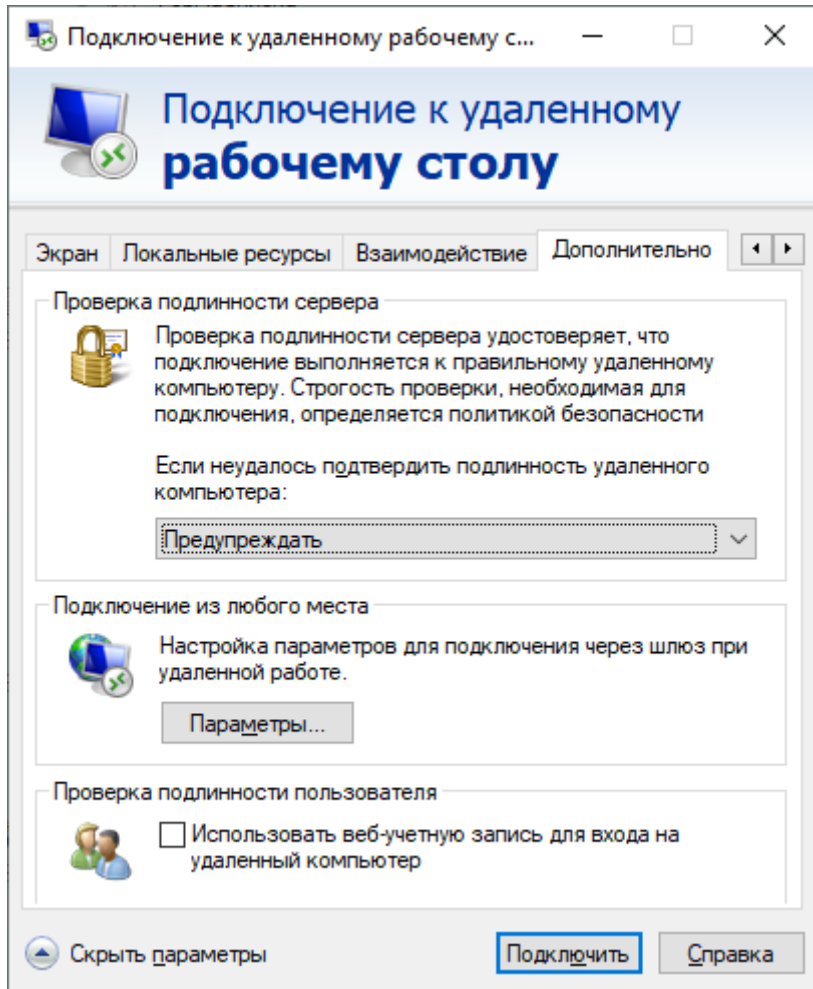 Подключение к удаленному рабочему с...
Подключение к удаленному
рабочему столу
Экран Локальные ресурсы Взаимодействие Дополнительно
Проверка подлинности сервера
Проверка подлинности сервера удостоверяет, что
подключение выполняется к правильному удаленному
компьютеру. Строгость проверки, необходимая для
подключения, определяется политикой безопасности
Если неудалось подтвердить подлинность удаленного
компьютера:
Предупреждать
Подключение из любого места
Настройка параметров для подключения через шлюз при
удаленной работе.
Параметры...
Проверка подлинности пользователя
Использовать веб-учетную запись для входа на
удаленный компьютер
Скрыть параметры Подключить Справка